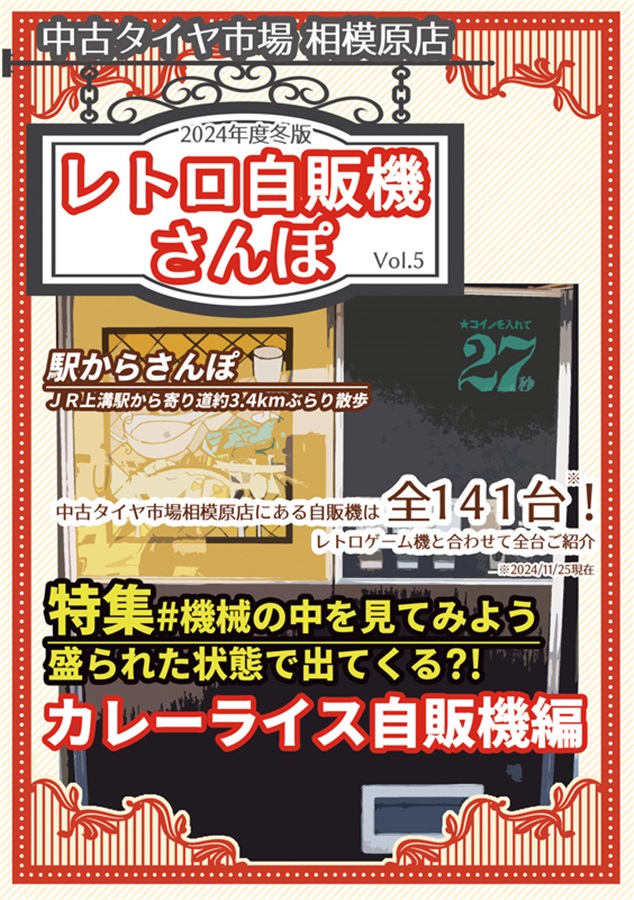 中古タイヤ市場 相模原店
2024年度冬版
レトロ自販機
さんぽ
Vol.5
★コインを入れて
27秒
駅からさんぽ
JR上溝駅から寄り道約3.4kmぶらり散歩
中古タイヤ市場相模原店にある自販機は 全141台※!
レトロゲーム機と合わせて全台ご紹介
※2024/11/25現在
特集#機械の中を見てみよう
盛られた状態で出てくる?!
カレーライス自販機編